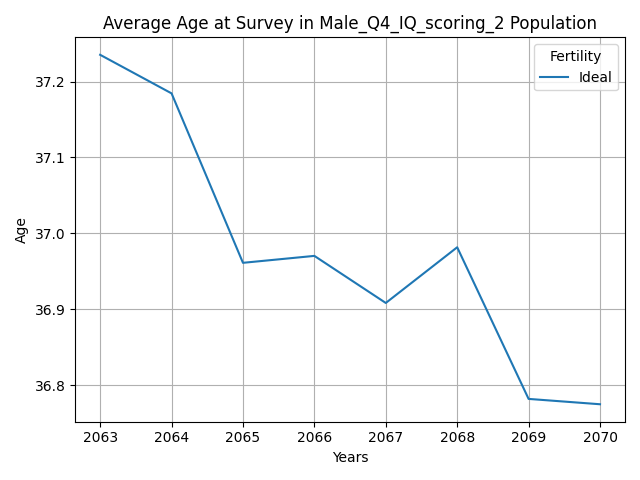 Average Age at Survey in Male_Q4_IQ_scoring_2 Population
Fertility
Ideal
37.2
37.1
37.0
36.9
36.8
Age
2063 2064 2065 2066 2067 2068 2069 2070
Years